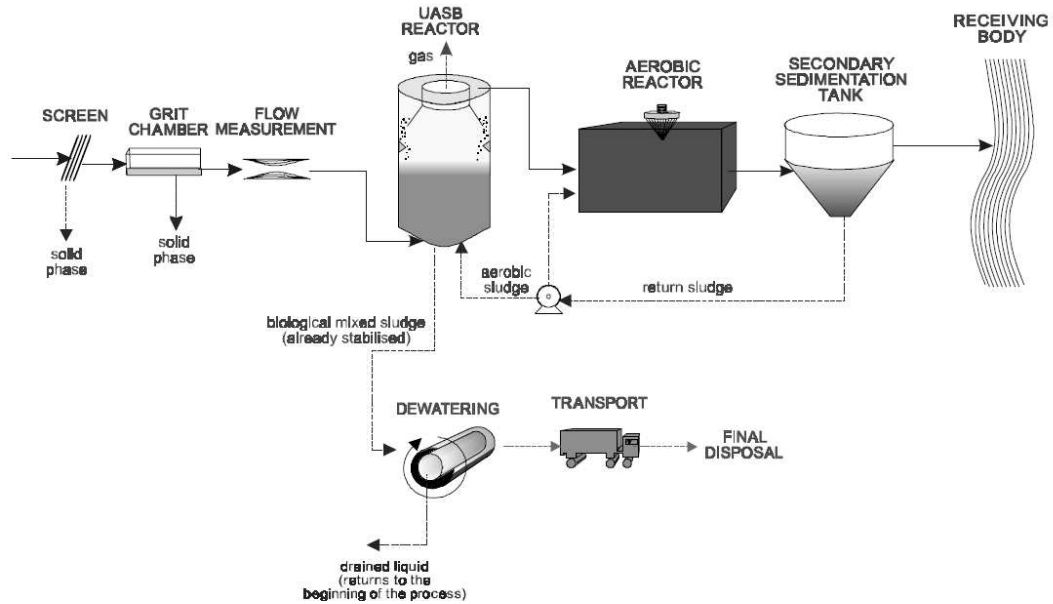 UASB
REACTOR
gas
RECEIVING
BODY
AEROBIC
REACTOR
SECONDARY
SEDIMENTATION
TANK
SCREEN
GRIT
CHAMBER
FLOW
MEASUREMENT
solid
phase
solid
phase
aerobic
sludge
return sludge
biological mixed sludge
(already stabilised)
DEWATERING
TRANSPORT
FINAL
DISPOSAL
drained liquid
(returns to the
beginning of the process)